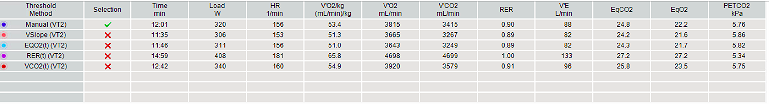 Threshold Method Selection Time min Load W HR 1/min V'O2/kg (mL/min)/kg V'O2 mL/min V'CO2 mL/min RER V'E L/min EqCO2 EqO2 PETCO2 kPa
Manual (VT2) 12:01 320 156 53.4 3815 3415 0.90 88 24.8 22.2 5.76
VSlope (VT2) 11:35 306 153 51.3 3665 3267 0.89 82 24.2 21.6 5.86
EQO2(t) (VT2) 11:46 311 156 51.0 3643 3249 0.89 82 24.3 21.7 5.82
RER(t) (VT2) 14:59 408 181 65.8 4698 4699 1.00 133 27.2 27.2 5.34
VCO2(t) (VT2) 12:42 340 160 54.9 3920 3579 0.91 96 25.8 23.5 5.75